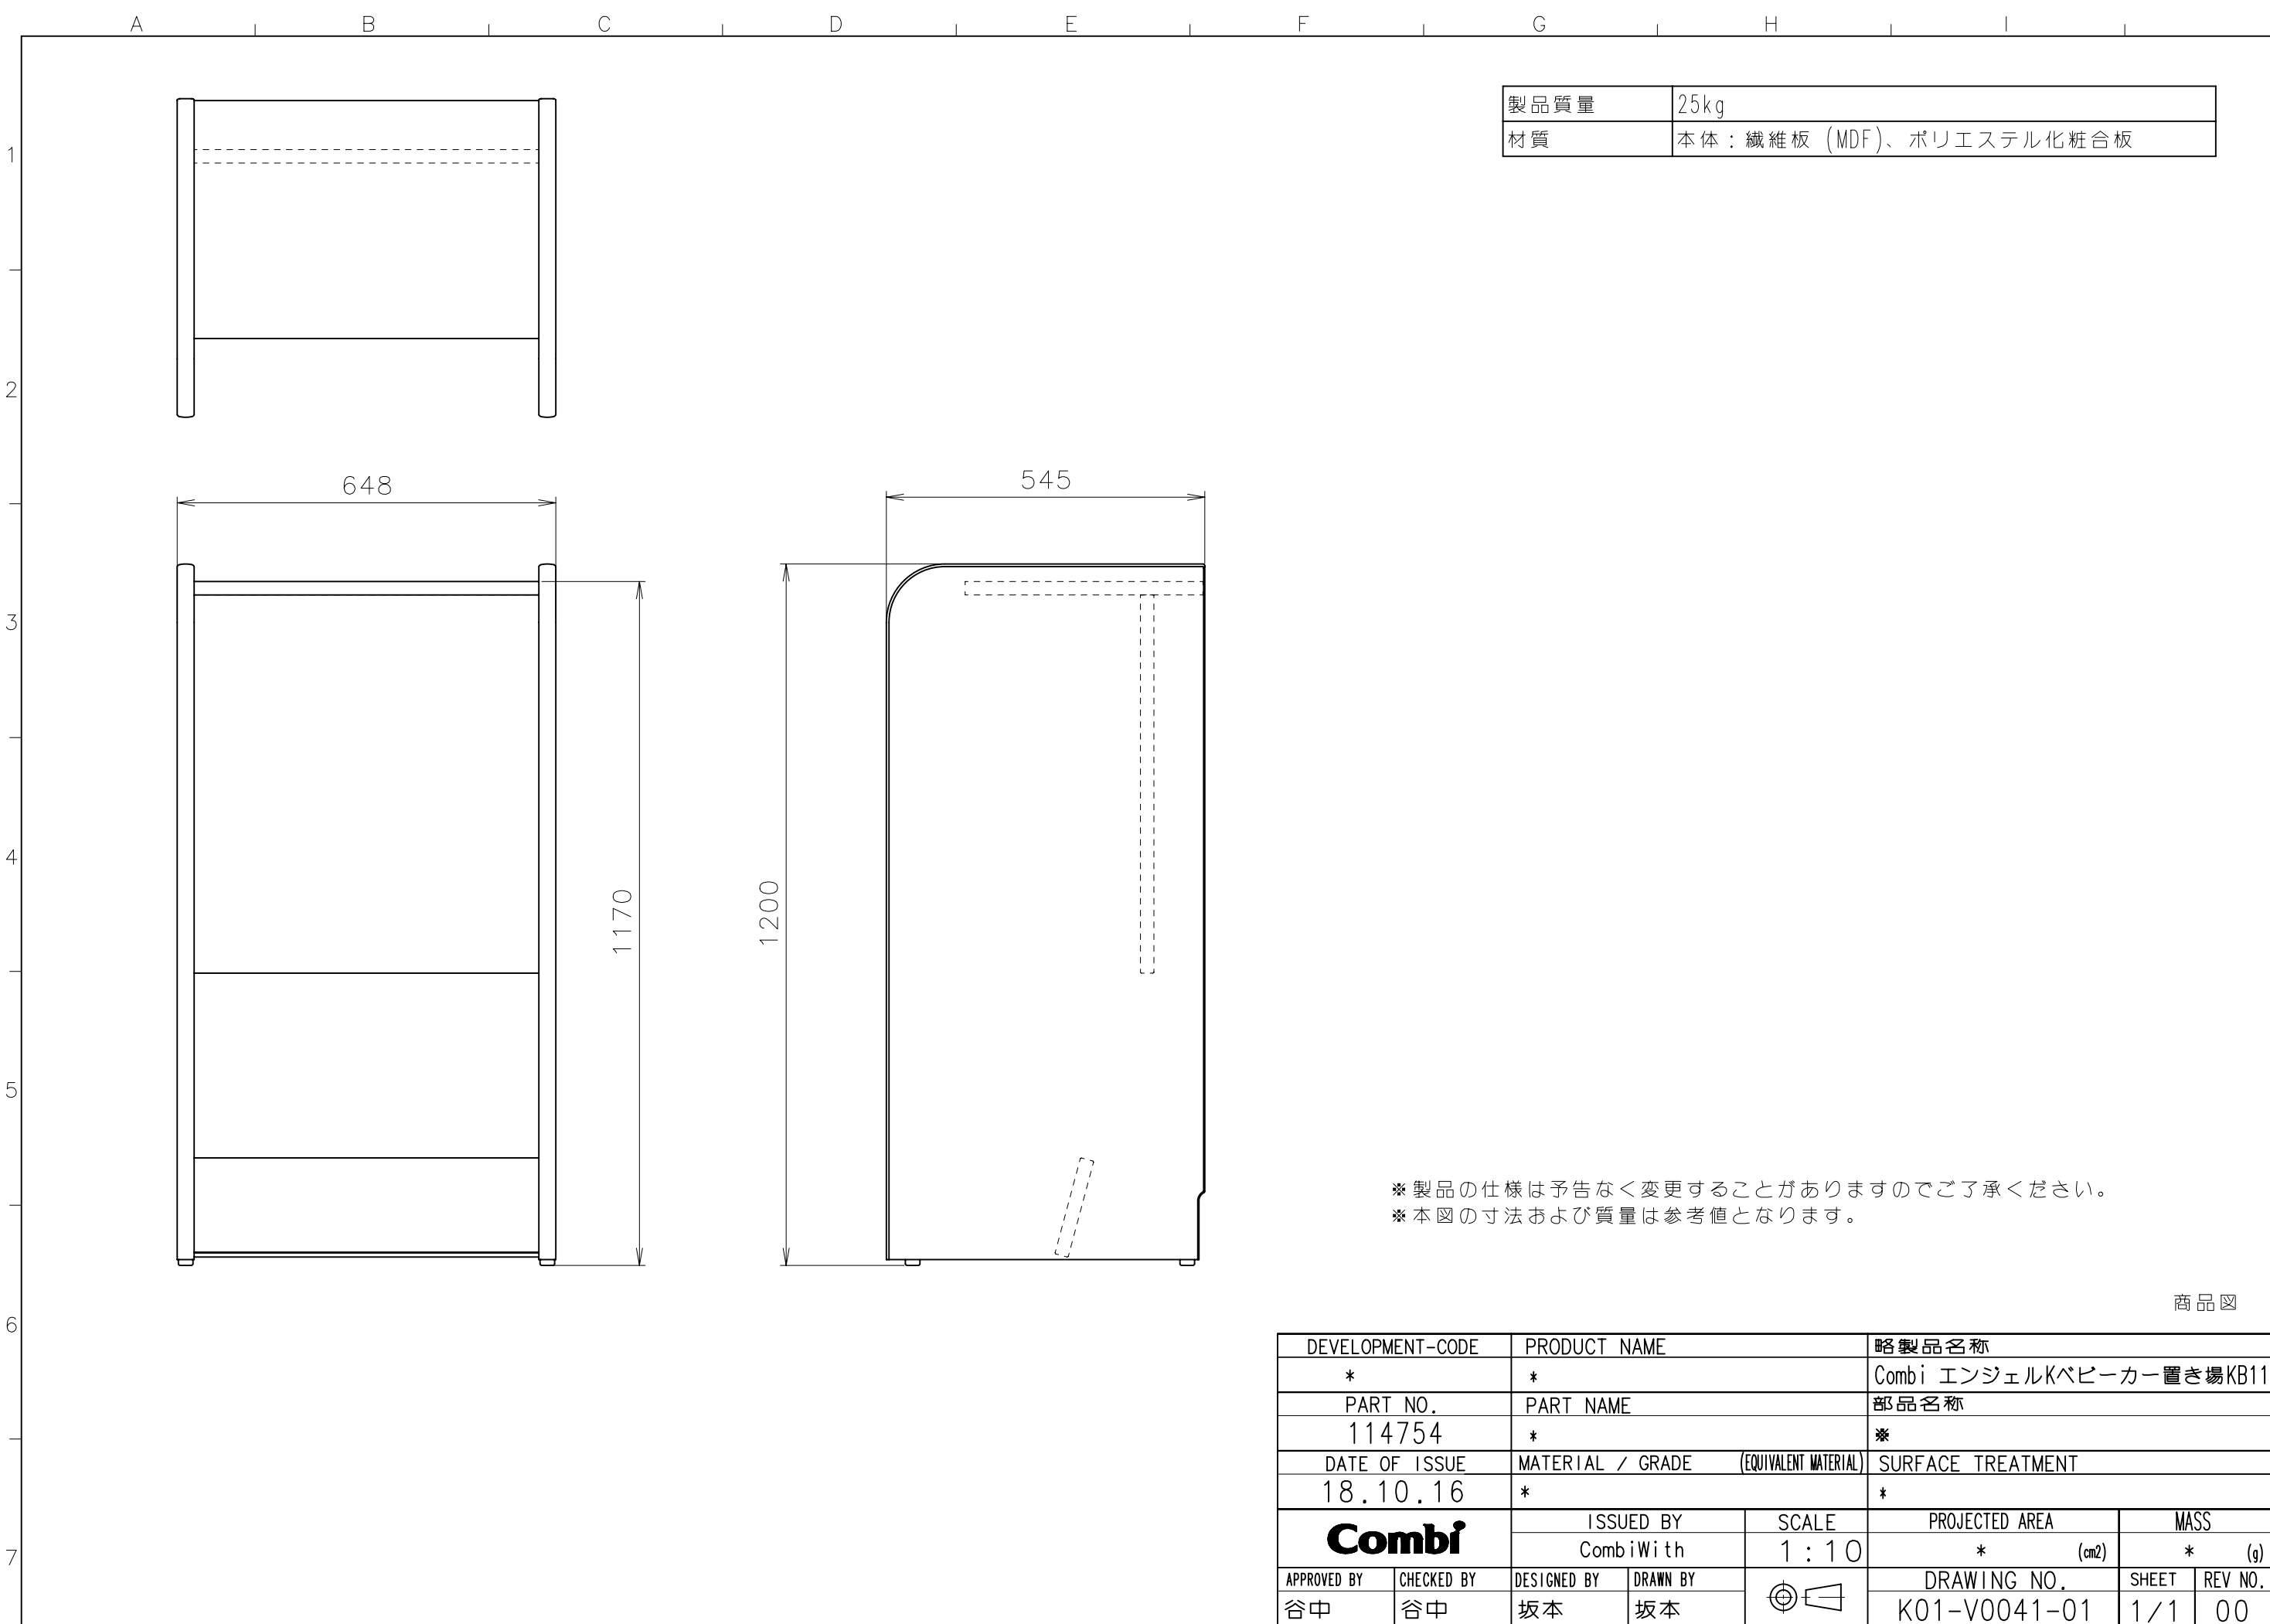 A B C D E F G H I
1
2
3
4
5
6
7
製品質量 25kg
材質 本体：繊維板 (MDF)、ポリエステル化粧合板
648
545
1170
1200
※製品の仕様は予告なく変更することがありますのでご了承ください。
※本図の寸法および質量は参考値となります。
商品図
DEVELOPMENT-CODE PRODUCT NAME 略製品名称
* * Combi エンジェルKベビーカー置き場KB11
PART NO. PART NAME 部品名称
114754 * ※
DATE OF ISSUE MATERIAL / GRADE (EQUIVALENT MATERIAL) SURFACE TREATMENT
18.10.16 * *
Combi ISSUED BY SCALE PROJECTED AREA MASS
CombiWith 1:10 * (cm2) * (g)
APPROVED BY CHECKED BY DESIGNED BY DRAWN BY DRAWING NO. SHEET REV NO.
谷中 谷中 坂本 坂本 K01-V0041-01 1/1 00